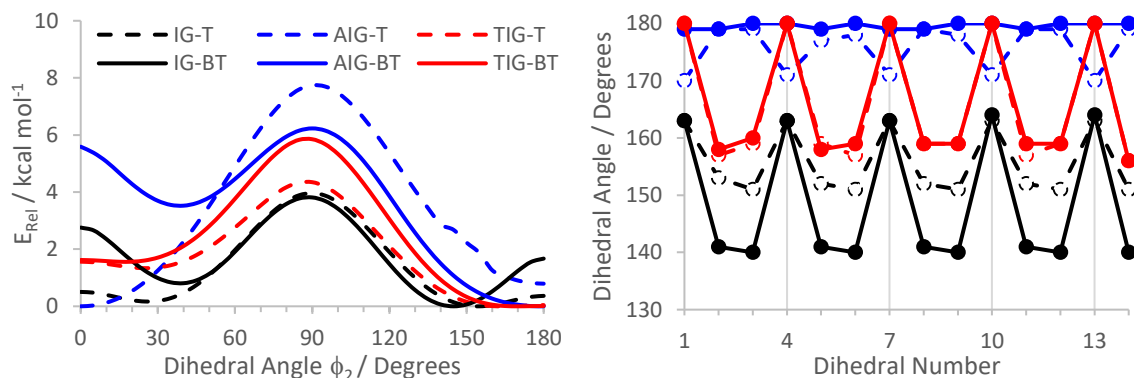 10
8
6
4
2
0
E_Rel / kcal mol⁻¹
IG-T AIG-T TIG-T
IG-BT AIG-BT TIG-BT
0 30 60 90 120 150 180
Dihedral Angle ϕ₂ / Degrees
180
170
160
150
140
130
Dihedral Angle / Degrees
1 4 7 10 13
Dihedral Number